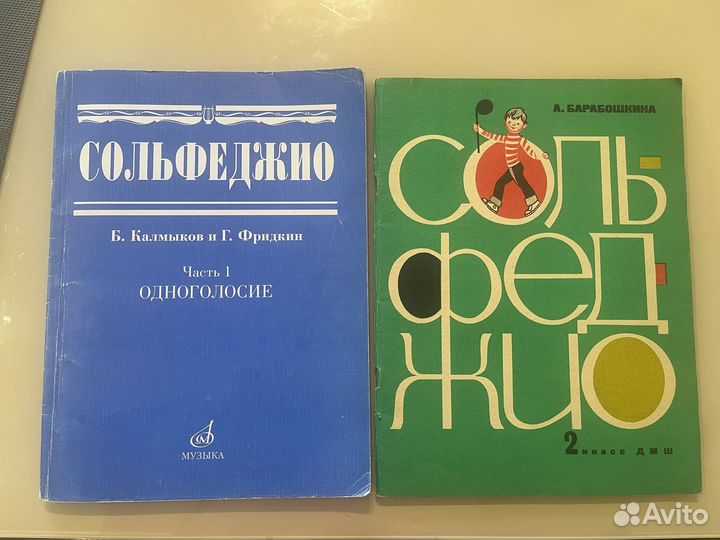 СОЛЬФЕДЖИО
Б. Калмыков и Г. Фридкин
Часть 1
ОДНОГОЛОСИЕ
МУЗЫКА
А. БАРАБОШКИНА
СОЛЬ-
ФЕД-
ЖИО
2 класс ДМШ
Avito